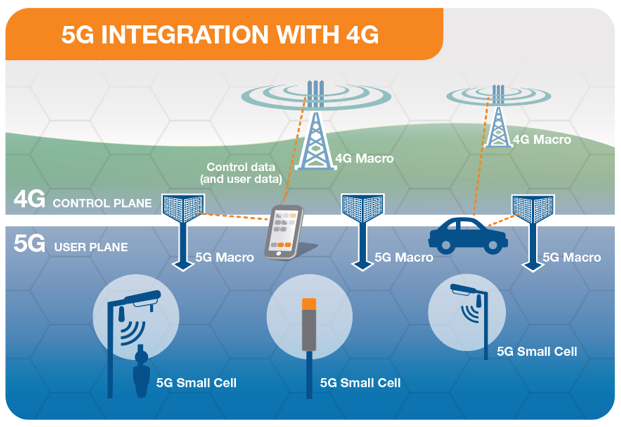 5G INTEGRATION WITH 4G
4G Macro
4G Macro
Control data
(and user data)
4G CONTROL PLANE
5G USER PLANE
5G Macro
5G Macro
5G Macro
5G Small Cell
5G Small Cell
5G Small Cell